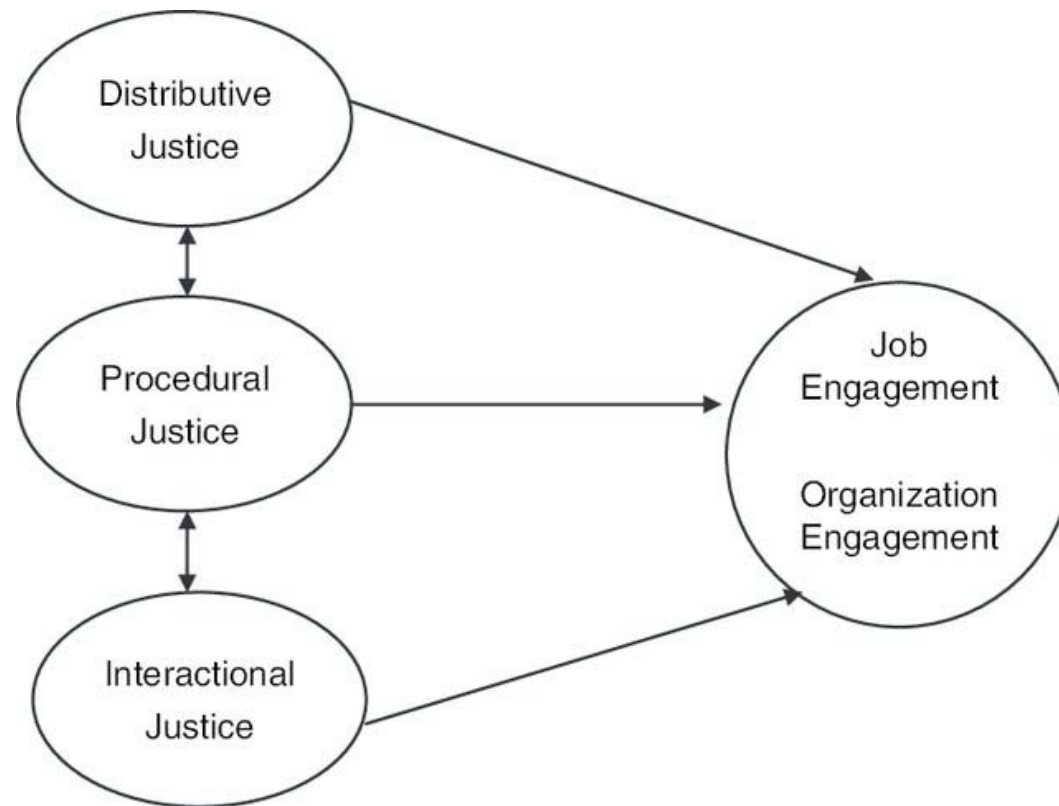 Distributive
Justice
Procedural
Justice
Interactional
Justice
Job
Engagement
Organization
Engagement